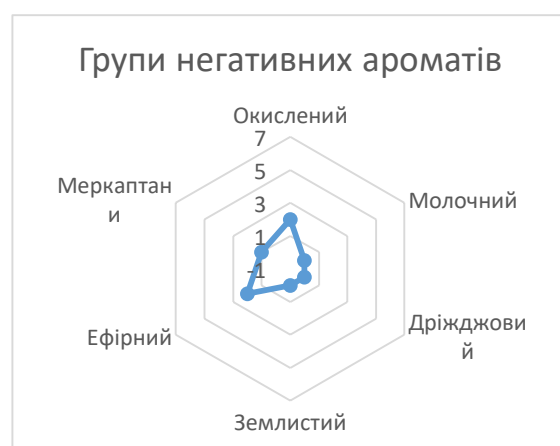 Групи негативних ароматів
Окислений
7
5
3
1
-1
Меркаптан
и
Молочний
Ефірний
Дріжджови
й
Землистий